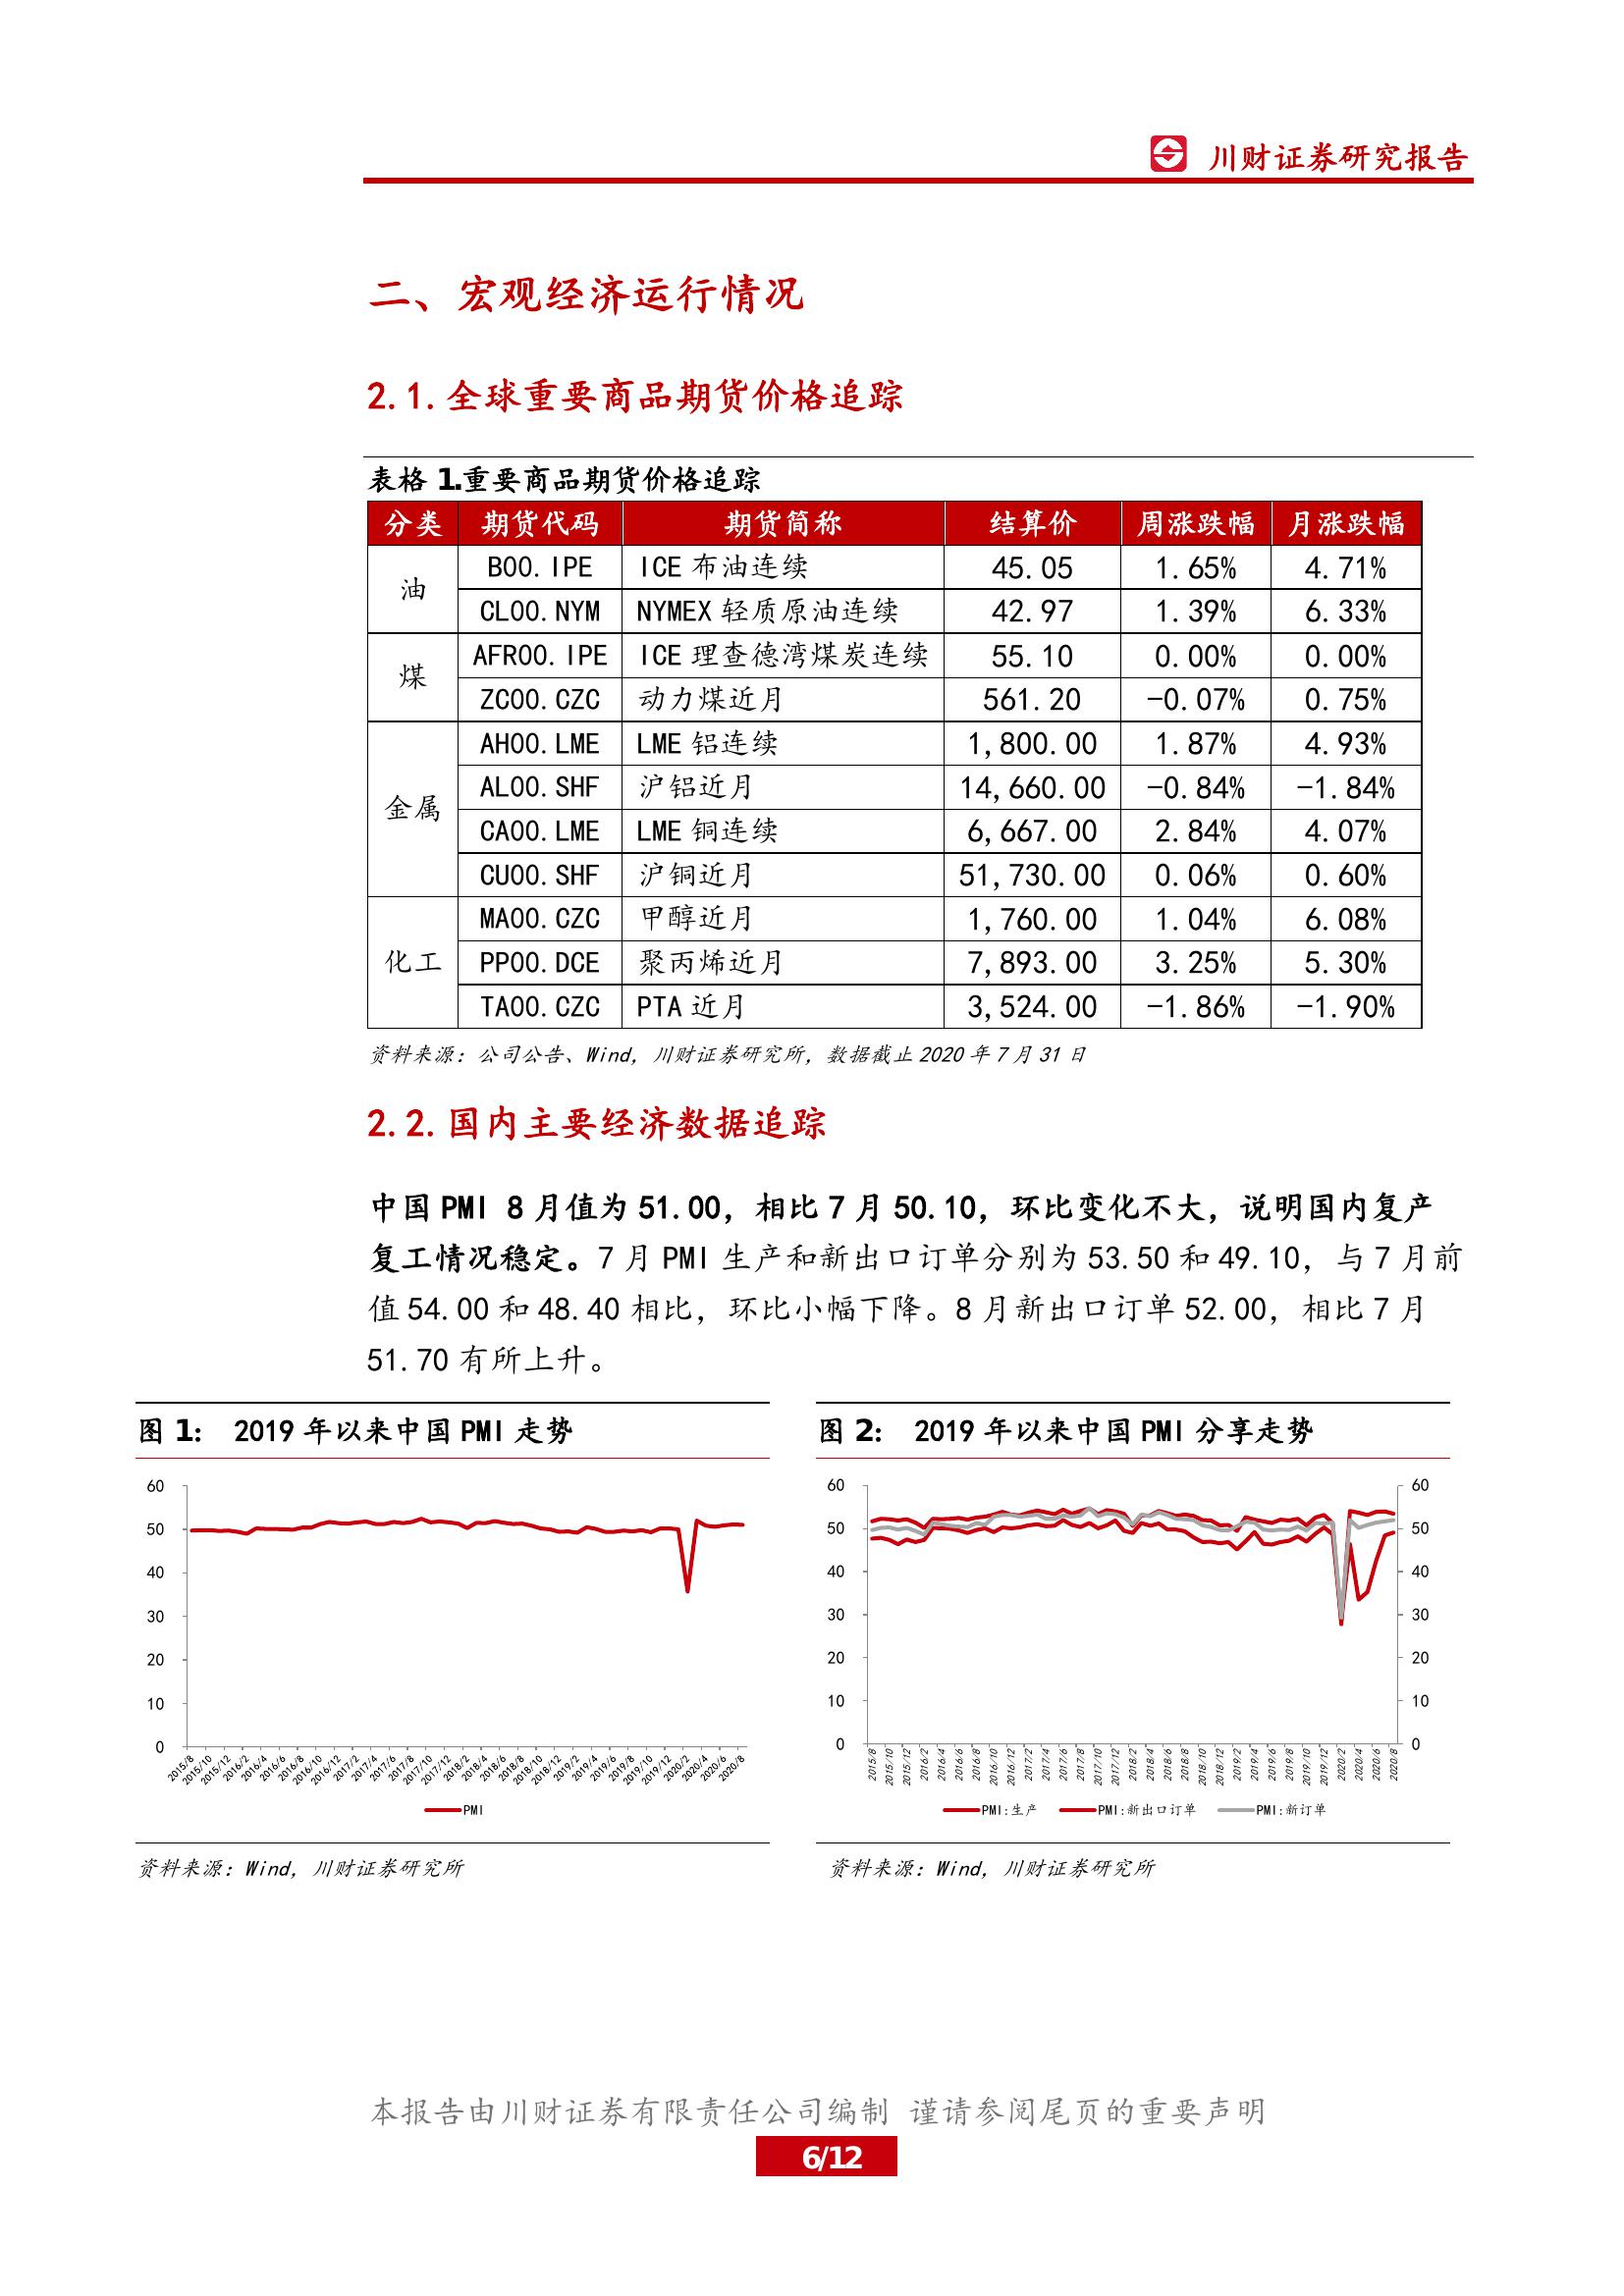 川财证券研究报告
二、宏观经济运行情况
2.1.全球重要商品期货价格追踪
表格 1.重要商品期货价格追踪
分类 期货代码 期货简称 结算价 周涨跌幅 月涨跌幅
油 B00.IPE ICE 布油连续 45.05 1.65% 4.71%
CL00.NYM NYMEX 轻质原油连续 42.97 1.39% 6.33%
煤 AFR00.IPE ICE 理查德湾煤炭连续 55.10 0.00% 0.00%
ZC00.CZC 动力煤近月 561.20 -0.07% 0.75%
金属 AH00.LME LME 铝连续 1,800.00 1.87% 4.93%
AL00.SHF 沪铝近月 14,660.00 -0.84% -1.84%
CA00.LME LME 铜连续 6,667.00 2.84% 4.07%
CU00.SHF 沪铜近月 51,730.00 0.06% 0.60%
化工 MA00.CZC 甲醇近月 1,760.00 1.04% 6.08%
PP00.DCE 聚丙烯近月 7,893.00 3.25% 5.30%
TA00.CZC PTA 近月 3,524.00 -1.86% -1.90%
资料来源：公司公告、Wind，川财证券研究所，数据截止 2020 年 7 月 31 日
2.2.国内主要经济数据追踪
中国 PMI 8 月值为 51.00，相比 7 月 50.10，环比变化不大，说明国内复产
复工情况稳定。7 月 PMI 生产和新出口订单分别为 53.50 和 49.10，与 7 月前
值 54.00 和 48.40 相比，环比小幅下降。8 月新出口订单 52.00，相比 7 月
51.70 有所上升。
图 1： 2019 年以来中国 PMI 走势
60
50
40
30
20
10
0
2015/8 2015/10 2015/12 2016/2 2016/4 2016/6 2016/8 2016/10 2016/12 2017/2 2017/4 2017/6 2017/8 2017/10 2017/12 2018/2 2018/4 2018/6 2018/8 2018/10 2018/12 2019/2 2019/4 2019/6 2019/8 2019/10 2019/12 2020/2 2020/4 2020/6 2020/8
PMI
资料来源：Wind，川财证券研究所
图 2： 2019 年以来中国 PMI 分享走势
60 60
50 50
40 40
30 30
20 20
10 10
0 0
2015/8 2015/10 2015/12 2016/2 2016/4 2016/6 2016/8 2016/10 2016/12 2017/2 2017/4 2017/6 2017/8 2017/10 2017/12 2018/2 2018/4 2018/6 2018/8 2018/10 2018/12 2019/2 2019/4 2019/6 2019/8 2019/10 2019/12 2020/2 2020/4 2020/6 2020/8
PMI:生产 PMI:新出口订单 PMI:新订单
资料来源：Wind，川财证券研究所
本报告由川财证券有限责任公司编制 谨请参阅尾页的重要声明
6/12